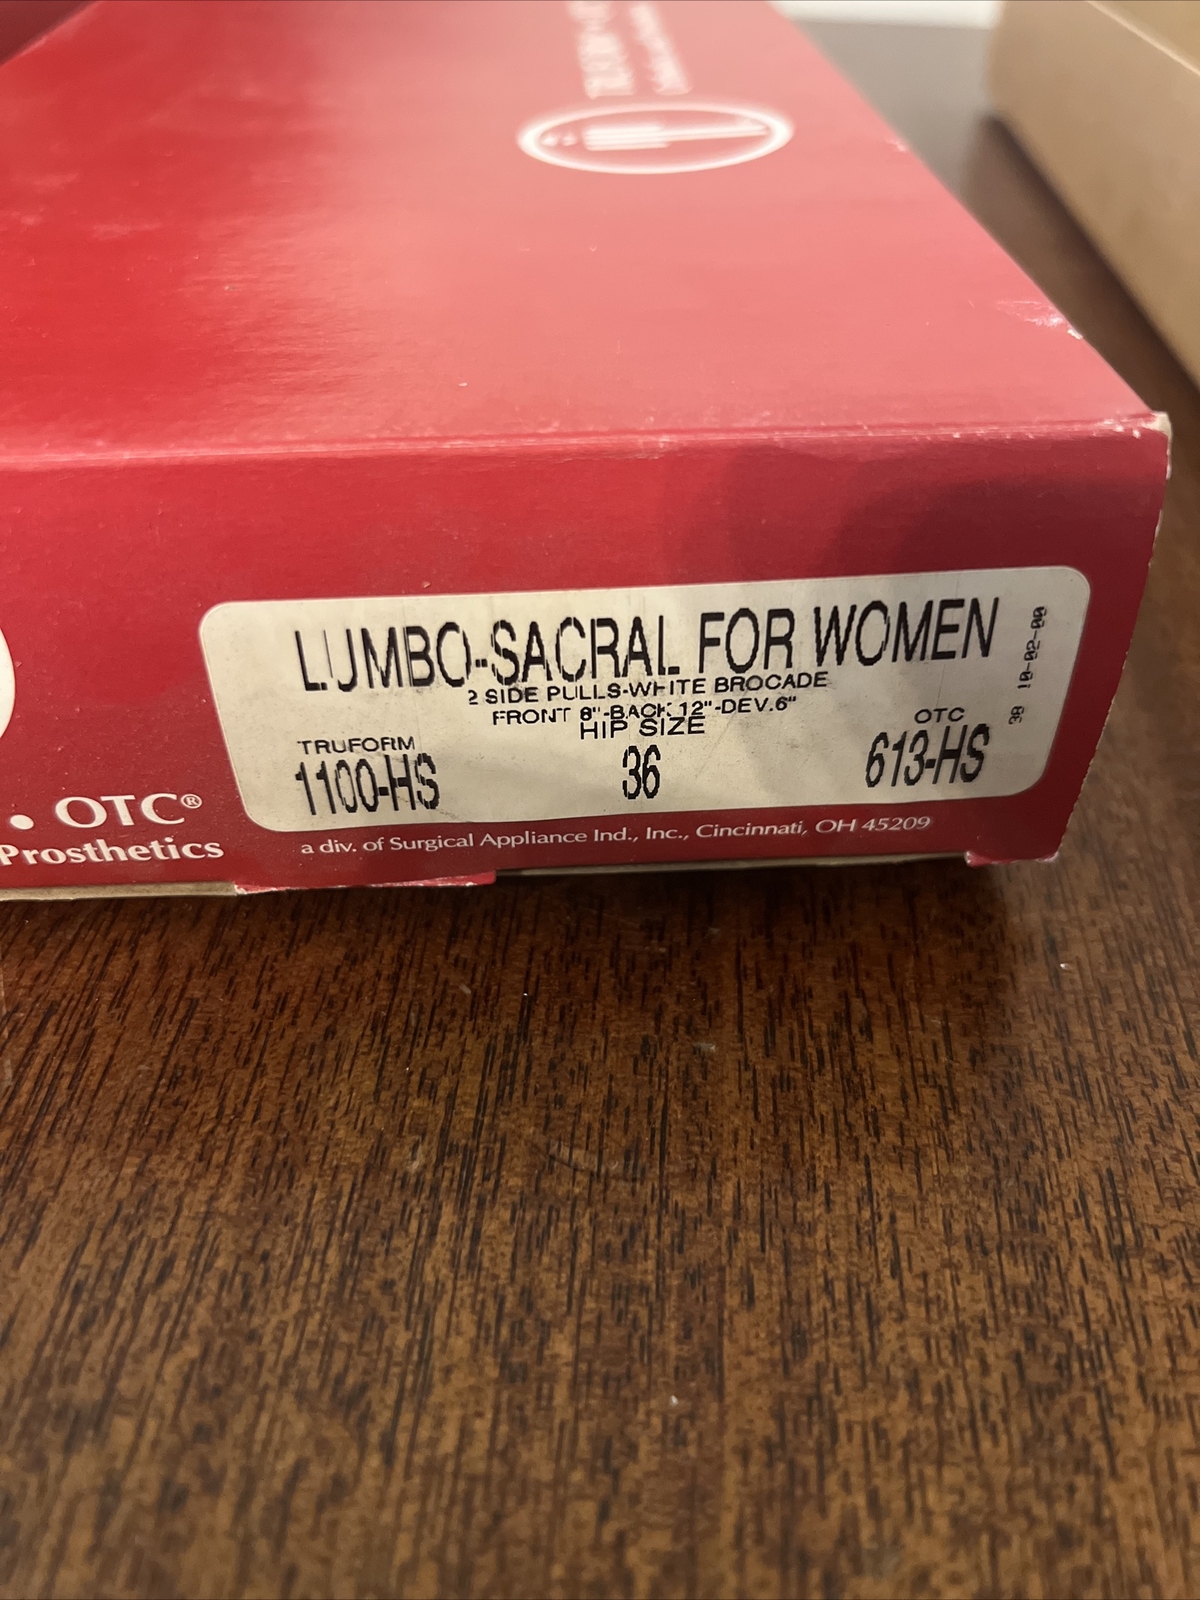 LUMBO-SACRAL FOR WOMEN
2 SIDE PULLS-WHITE BROCADE
FRONT 8"-BACK 12"-DEV.6"
HIP SIZE
TRUFORM
1100-HS
36
OTC
613-HS
10-02-00
• OTC®
Prosthetics
a div. of Surgical Appliance Ind., Inc., Cincinnati, OH 45209